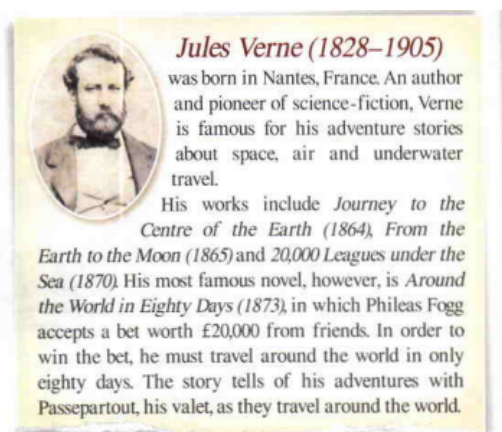 Jules Verne (1828–1905)
was born in Nantes, France. An author
and pioneer of science-fiction, Verne
is famous for his adventure stories
about space, air and underwater
travel.
His works include Journey to the
Centre of the Earth (1864), From the
Earth to the Moon (1865) and 20,000 Leagues under the
Sea (1870). His most famous novel, however, is Around
the World in Eighty Days (1873), in which Phileas Fogg
accepts a bet worth £20,000 from friends. In order to
win the bet, he must travel around the world in only
eighty days. The story tells of his adventures with
Passepartout, his valet, as they travel around the world.